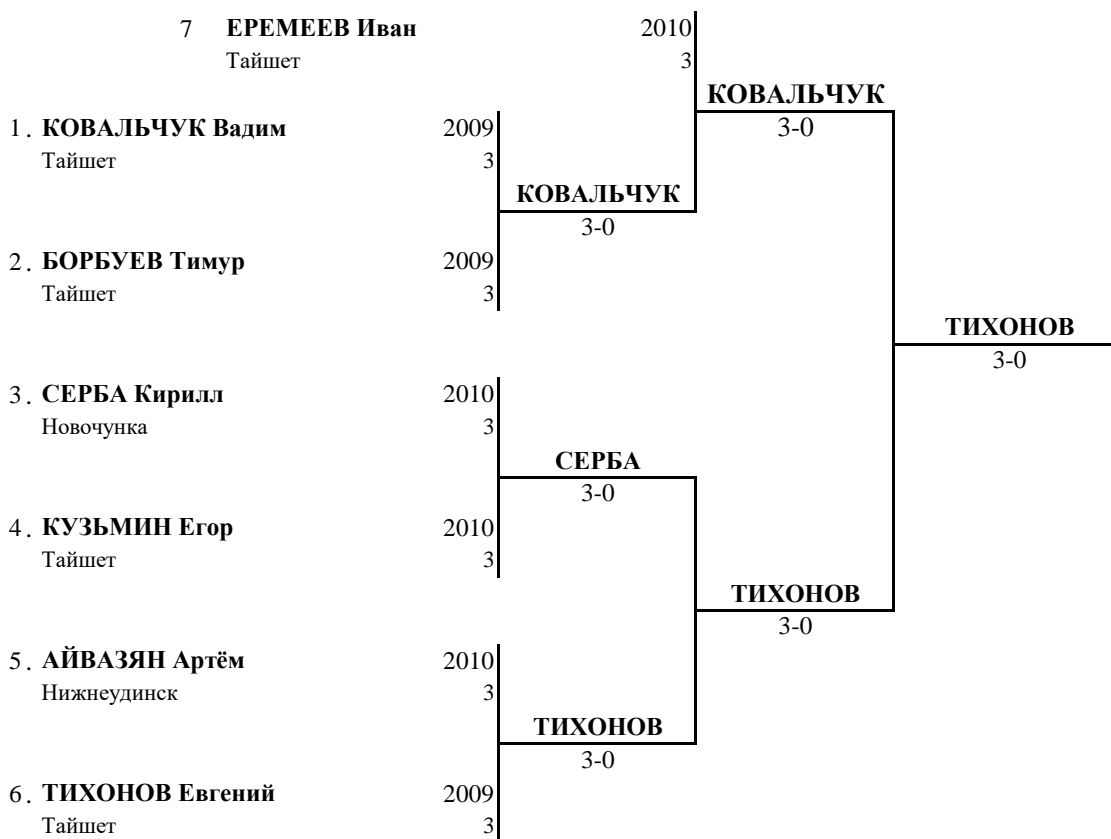 7 ЕРЕМЕЕВ Иван 2010
Тайшет 3
КОВАЛЬЧУК
3-0
1. КОВАЛЬЧУК Вадим 2009
Тайшет 3
КОВАЛЬЧУК
3-0
2. БОРБУЕВ Тимур 2009
Тайшет 3
ТИХОНОВ
3-0
3. СЕРБА Кирилл 2010
Новочунка 3
СЕРБА
3-0
4. КУЗЬМИН Егор 2010
Тайшет 3
ТИХОНОВ
3-0
5. АЙВАЗЯН Артём 2010
Нижнеудинск 3
ТИХОНОВ
3-0
6. ТИХОНОВ Евгений 2009
Тайшет 3